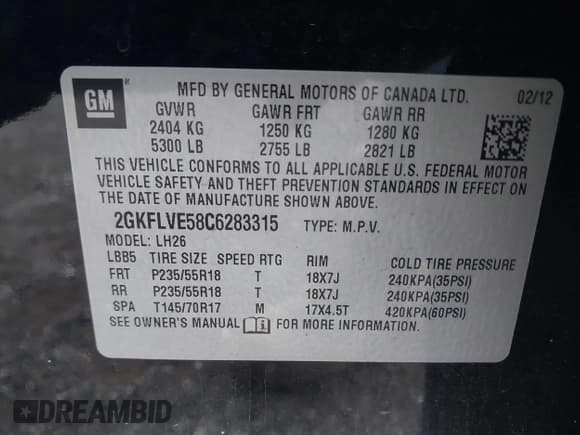 GM
MFD BY GENERAL MOTORS OF CANADA LTD. 02/12
GVWR GAWR FRT GAWR RR
2404 KG 1250 KG 1280 KG
5300 LB 2755 LB 2821 LB
THIS VEHICLE CONFORMS TO ALL APPLICABLE U.S. FEDERAL MOTOR
VEHICLE SAFETY AND THEFT PREVENTION STANDARDS IN EFFECT ON
THE DATE OF MANUFACTURE SHOWN ABOVE.
2GKFLVE58C6283315 TYPE: M.P.V.
MODEL: LH26
LBB5 TIRE SIZE SPEED RTG RIM COLD TIRE PRESSURE
FRT P235/55R18 T 18X7J 240KPA(35PSI)
RR P235/55R18 T 18X7J 240KPA(35PSI)
SPA T145/70R17 M 17X4.5T 420KPA(60PSI)
SEE OWNER'S MANUAL FOR MORE INFORMATION.
DREAMBID